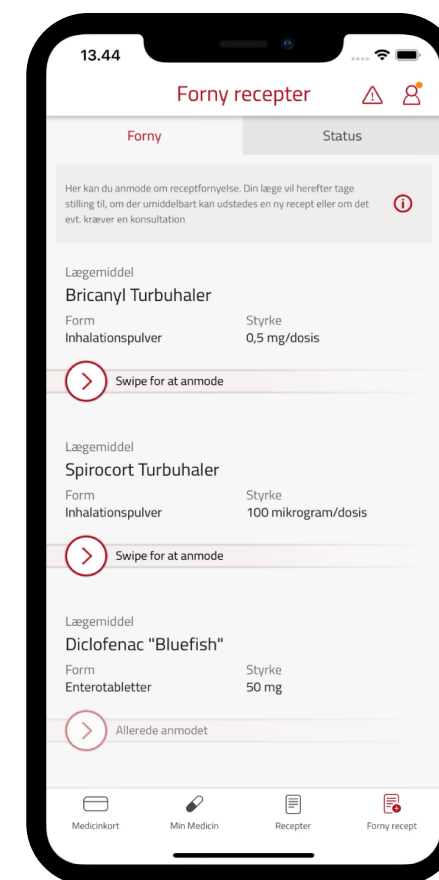 13.44
Forny recepter
Forny
Status
Her kan du anmode om receptfornyelse. Din læge vil herefter tage
stilling til, om der umiddelbart kan udstedes en ny recept eller om det
evt. kræver en konsultation
Lægemiddel
Bricanyl Turbuhaler
Form
Styrke
Inhalationspulver
0,5 mg/dosis
Swipe for at anmode
Lægemiddel
Spirocort Turbuhaler
Form
Styrke
Inhalationspulver
100 mikrogram/dosis
Swipe for at anmode
Lægemiddel
Diclofenac "Bluefish"
Form
Styrke
Enterotabletter
50 mg
Allerede anmodet
Medicinkort
Min Medicin
Recepter
Forny recept